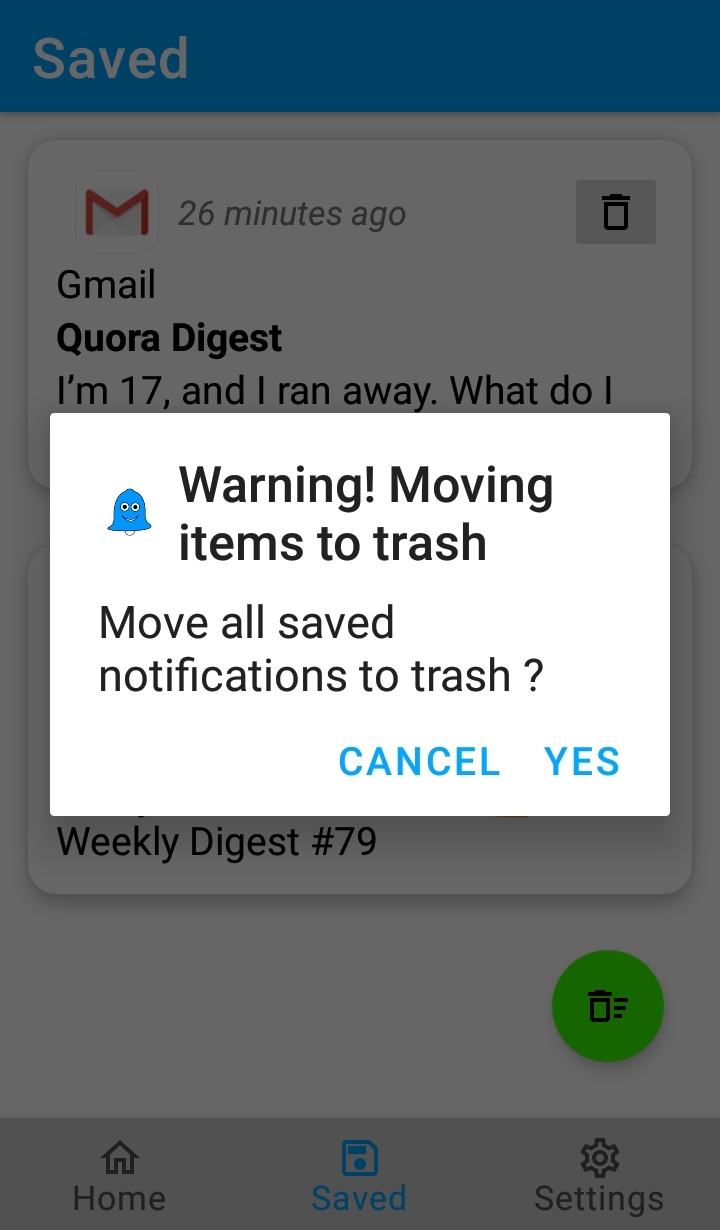 Saved
26 minutes ago
Gmail
Quora Digest
I’m 17, and I ran away. What do I
Warning! Moving
items to trash
Move all saved
notifications to trash ?
CANCEL YES
Weekly Digest #79
Home Saved Settings